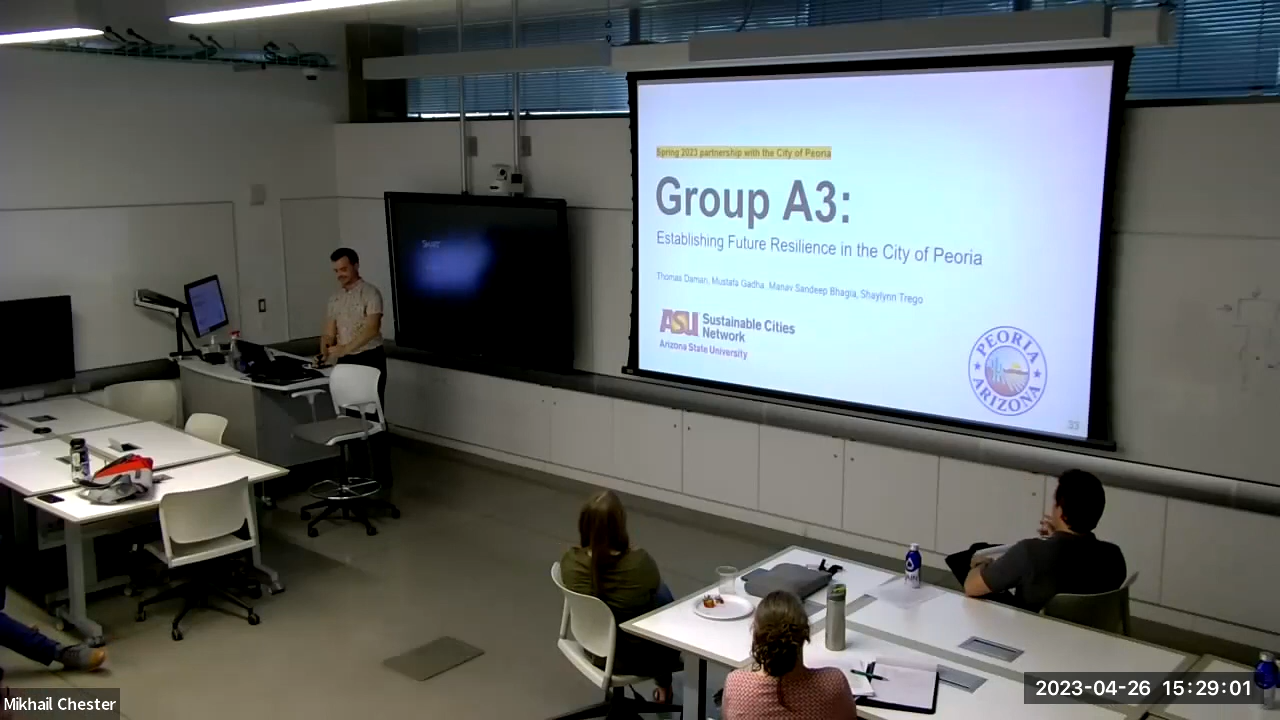 Spring 2023 partnership with the City of Peoria
Group A3:
Establishing Future Resilience in the City of Peoria
Thomas Daman, Mustafa Gadha, Manav Sandeep Bhagia, Shaylynn Trego
ASU Sustainable Cities
Network
Arizona State University
PEORIA
ARIZONA
33
SMART
Mikhail Chester
2023-04-26 15:29:01